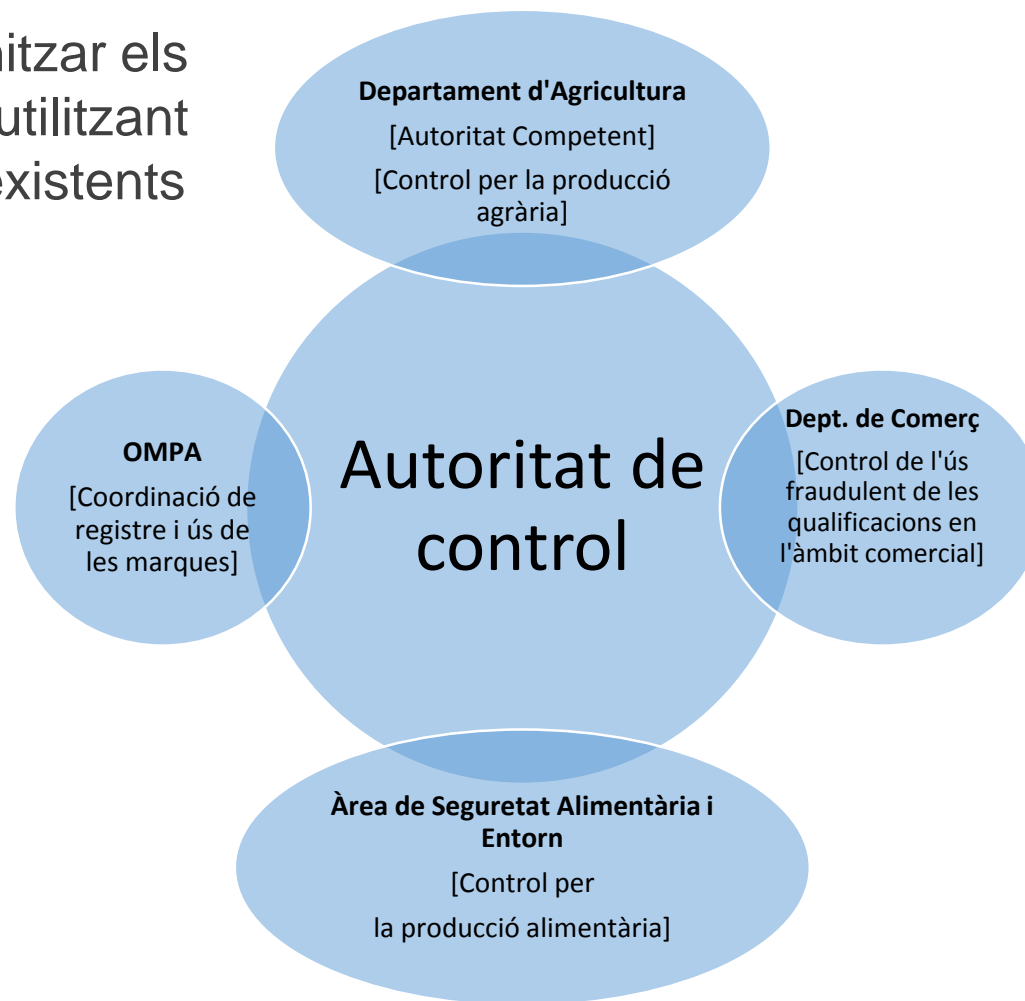 els
utilitzant
existents
Departament d'Agricultura
[Autoritat Competent]
[Control per la producció
agrària]
OMPA
[Coordinació de
registre i ús de
les marques]
Autoritat de
control
Dept. de Comerç
[Control de l'ús
fraudulent de les
qualificacions en
l'àmbit comercial]
Àrea de Seguretat Alimentària i
Entorn
[Control per
la producció alimentària]